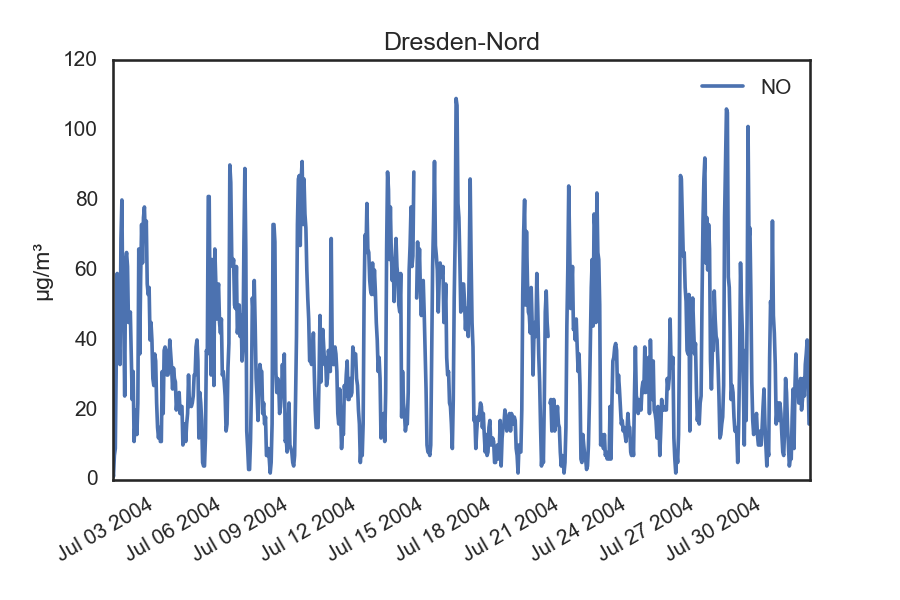 Dresden-Nord
NO
µg/m³
120
100
80
60
40
20
0
Jul 03 2004
Jul 06 2004
Jul 09 2004
Jul 12 2004
Jul 15 2004
Jul 18 2004
Jul 21 2004
Jul 24 2004
Jul 27 2004
Jul 30 2004